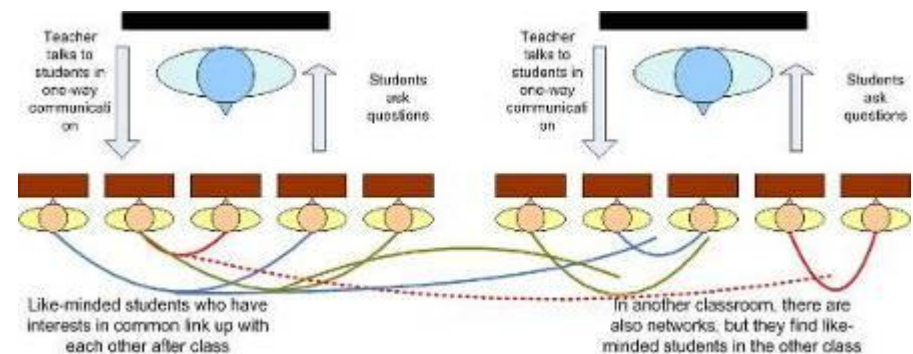 Teacher
talks to
students in
one-way
communicati
on
Students
ask
questions
Teacher
talks to
students in
one-way
communicati
on
Students
ask
questions
Like-minded students who have
interests in common link up with
each other after class
In another classroom, there are
also networks, but they find like-
minded students in the other class